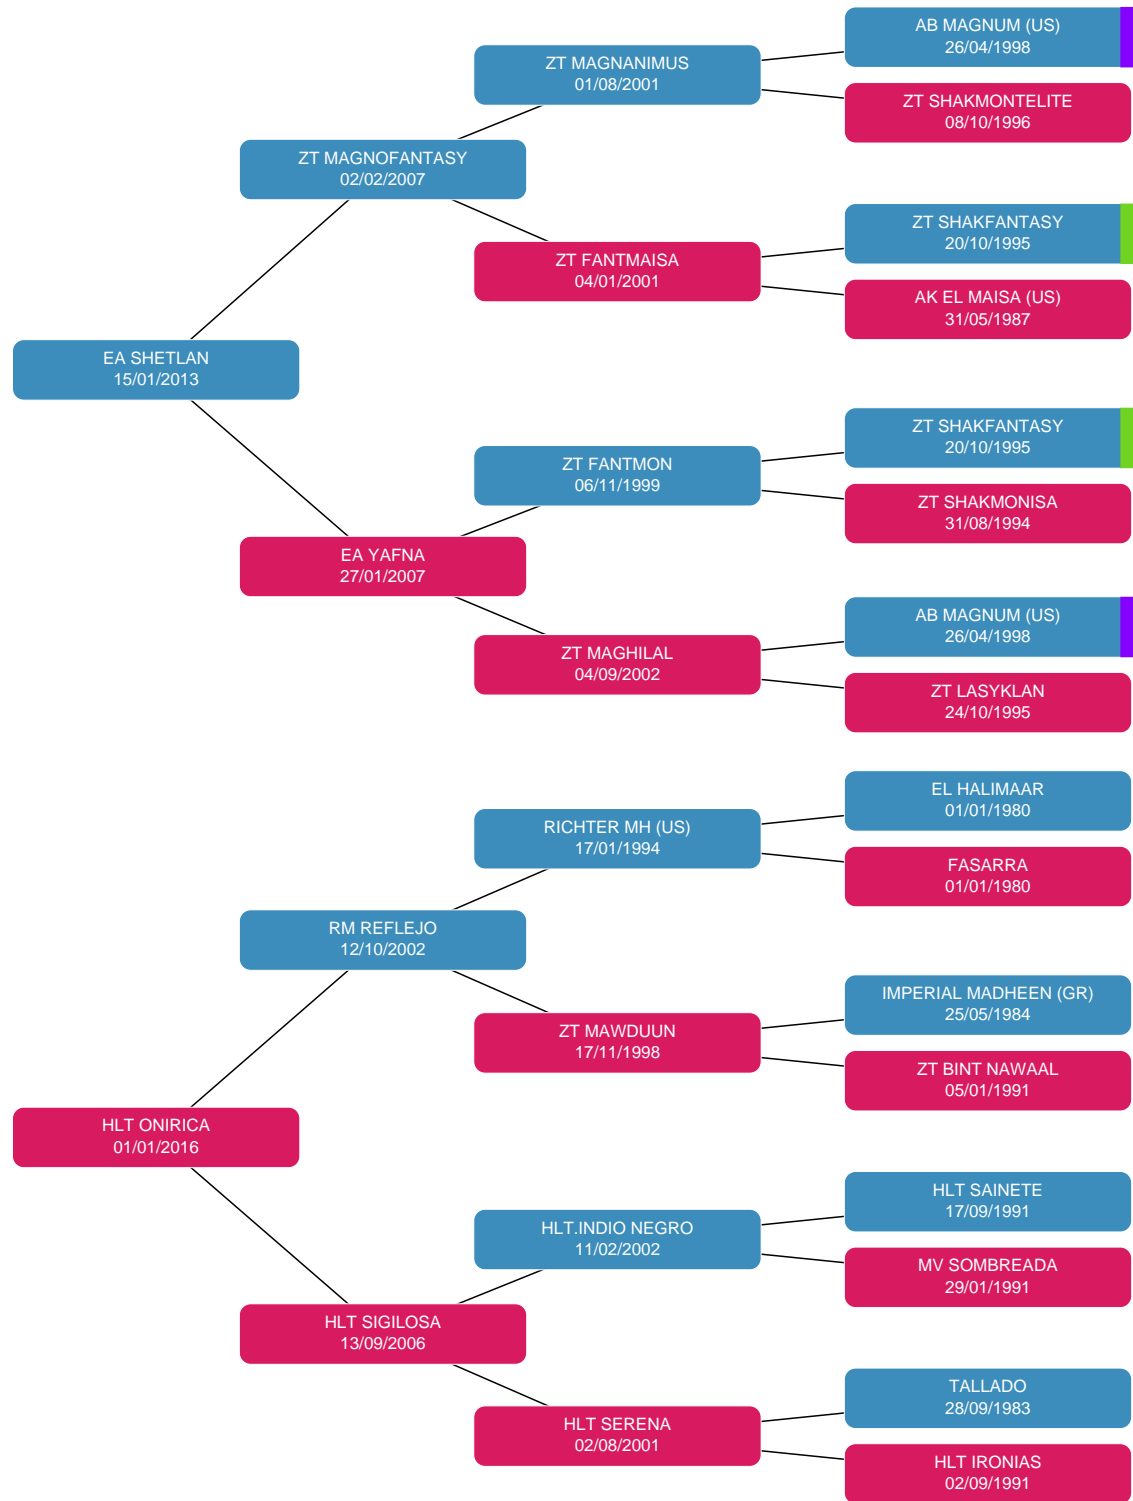 AB MAGNUM (US)
26/04/1998
ZT MAGNANIMUS
01/08/2001
ZT SHAKMONTELITE
08/10/1996
ZT MAGNOFANTASY
02/02/2007
ZT SHAKFANTASY
20/10/1995
ZT FANTMAISA
04/01/2001
AK EL MAISA (US)
31/05/1987
EA SHETLAN
15/01/2013
ZT SHAKFANTASY
20/10/1995
ZT FANTMON
06/11/1999
ZT SHAKMONISA
31/08/1994
EA YAFNA
27/01/2007
AB MAGNUM (US)
26/04/1998
ZT MAGHILAL
04/09/2002
ZT LASYKLAN
24/10/1995
EL HALIMAAR
01/01/1980
RICHTER MH (US)
17/01/1994
FASARRA
01/01/1980
RM REFLEJO
12/10/2002
IMPERIAL MADHEEN (GR)
25/05/1984
ZT MAWDUUN
17/11/1998
ZT BINT NAWAAL
05/01/1991
HLT ONIRICA
01/01/2016
HLT SAINETE
17/09/1991
HLT.INDIO NEGRO
11/02/2002
MV SOMBREADA
29/01/1991
HLT SIGILOSA
13/09/2006
TALLADO
28/09/1983
HLT SERENA
02/08/2001
HLT IRONIAS
02/09/1991